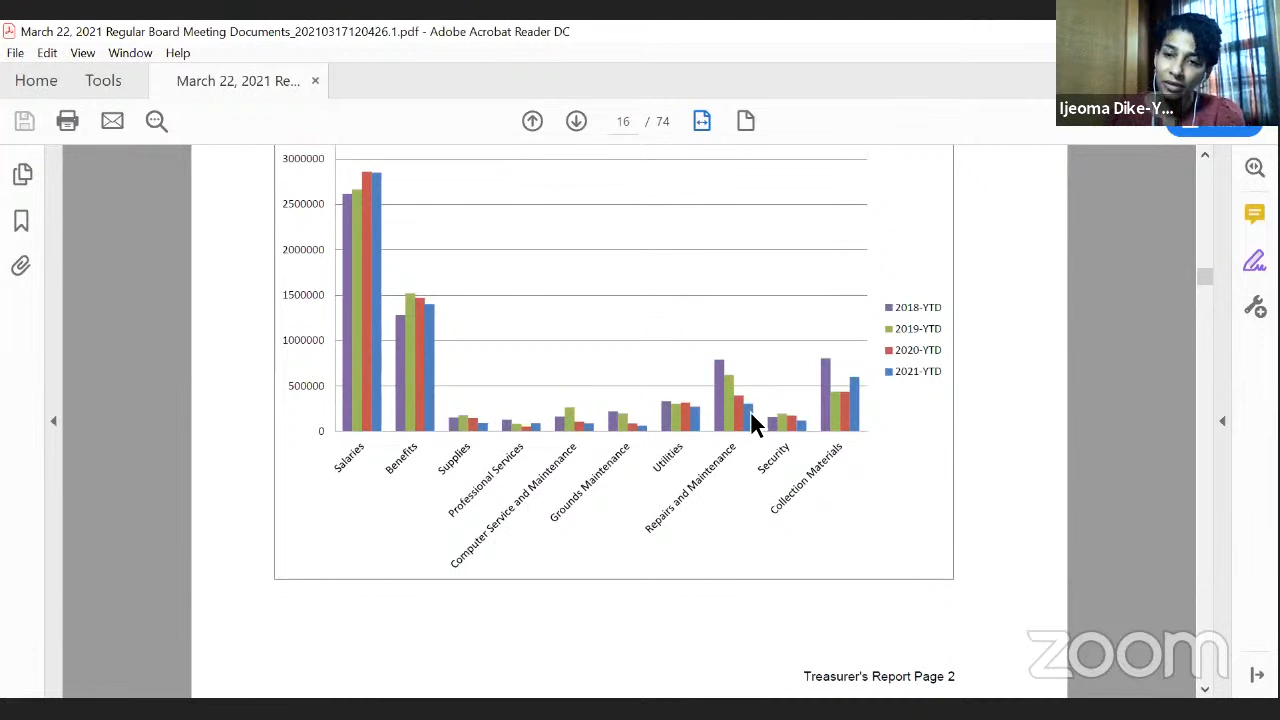 March 22, 2021 Regular Board Meeting Documents_20210317120426.1.pdf - Adobe Acrobat Reader DC
File Edit View Window Help
Home Tools March 22, 2021 Re... ×
Ijeoma Dike-Y...
16 / 74
3000000
2500000
2000000
1500000
1000000
500000
0
2018-YTD
2019-YTD
2020-YTD
2021-YTD
Salaries
Benefits
Supplies
Professional Services
Computer Service and Maintenance
Grounds Maintenance
Utilities
Repairs and Maintenance
Security
Collection Materials
Treasurer's Report Page 2
zoom